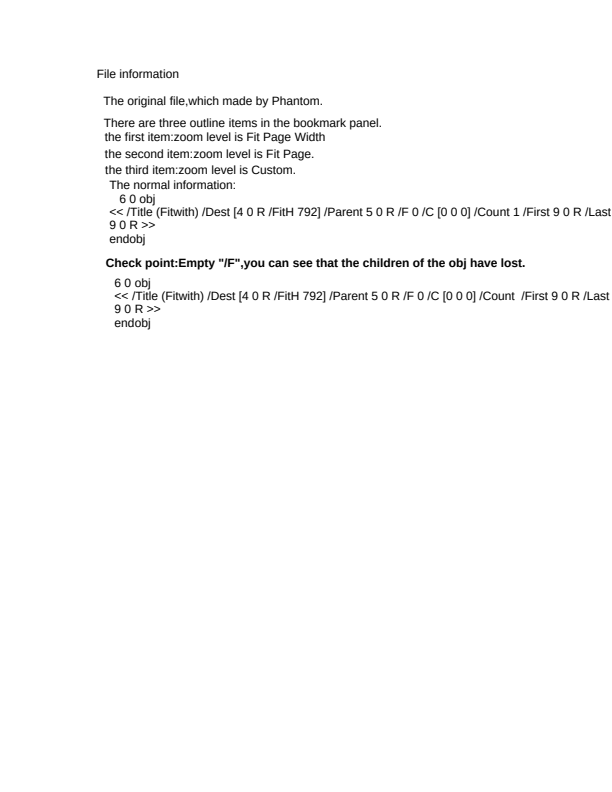 File information
The original file,which made by Phantom.
There are three outline items in the bookmark panel.
the first item:zoom level is Fit Page Width
the second item:zoom level is Fit Page.
the third item:zoom level is Custom.
The normal information:
6 0 obj
<< /Title (Fitwith) /Dest [4 0 R /FitH 792] /Parent 5 0 R /F 0 /C [0 0 0] /Count 1 /First 9 0 R /Last
9 0 R >>
endobj
Check point:Empty "/F",you can see that the children of the obj have lost.
6 0 obj
<< /Title (Fitwith) /Dest [4 0 R /FitH 792] /Parent 5 0 R /F 0 /C [0 0 0] /Count  /First 9 0 R /Last
9 0 R >>
endobj